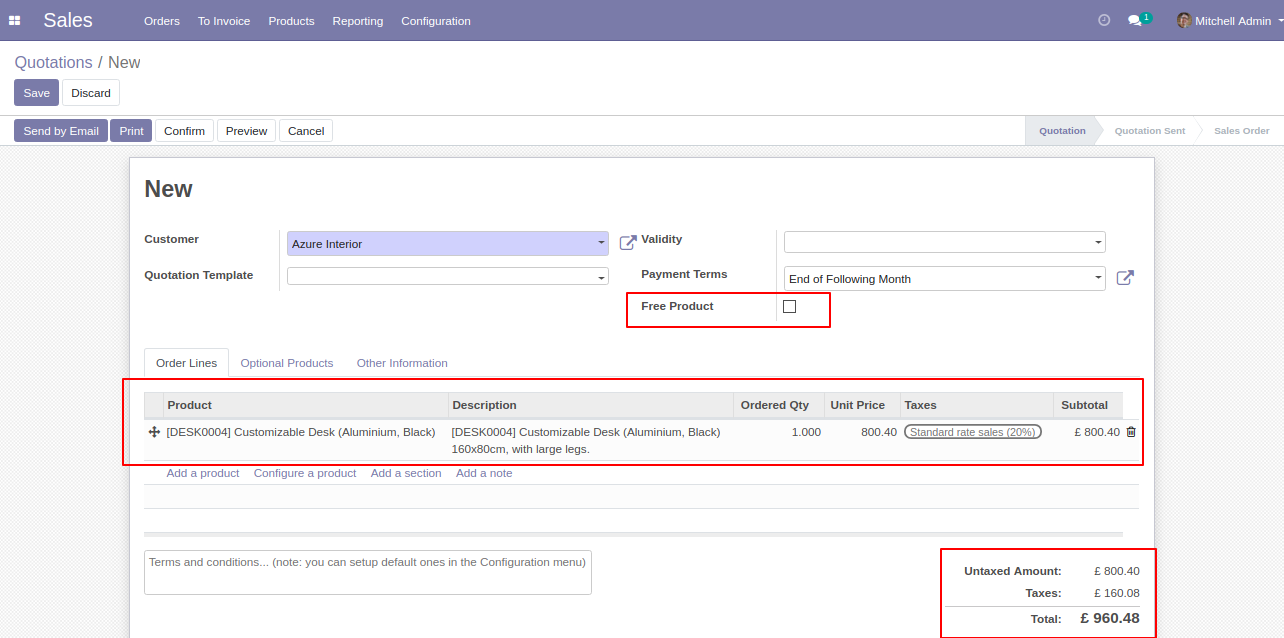 Sales Orders To Invoice Products Reporting Configuration 1 Mitchell Admin
Quotations / New
Save Discard
Send by Email Print Confirm Preview Cancel Quotation Quotation Sent Sales Order
New
Customer Azure Interior Validity
Quotation Template Payment Terms End of Following Month
Free Product
Order Lines Optional Products Other Information
Product Description Ordered Qty Unit Price Taxes Subtotal
[DESK0004] Customizable Desk (Aluminium, Black) [DESK0004] Customizable Desk (Aluminium, Black) 1.000 800.40 Standard rate sales (20%) £ 800.40
160x80cm, with large legs.
Add a product Configure a product Add a section Add a note
Terms and conditions... (note: you can setup default ones in the Configuration menu)
Untaxed Amount: £ 800.40
Taxes: £ 160.08
Total: £ 960.48